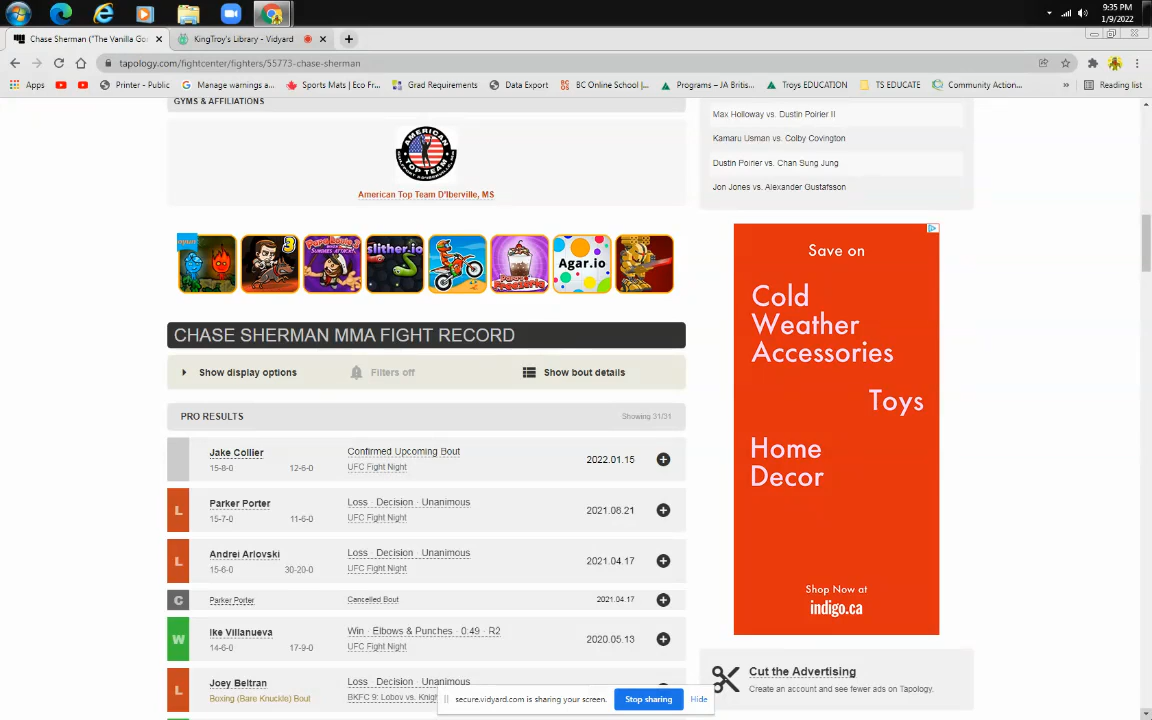 9:35 PM
1/9/2022
Chase Sherman ("The Vanilla Go
KingTroy's Library - Vidyard
tapology.com/fightcenter/fighters/55773-chase-sherman
Apps
Printer - Public
Manage warnings a...
Sports Mats | Eco Fr...
Grad Requirements
Data Export
BC Online School |...
Programs – JA Britis...
Troys EDUCATION
TS EDUCATE
Community Action...
»
Reading list
GYMS & AFFILIATIONS
AMERICAN
TOP TEAM
American Top Team D'Iberville, MS
Max Holloway vs. Dustin Poirier II
Kamaru Usman vs. Colby Covington
Dustin Poirier vs. Chan Sung Jung
Jon Jones vs. Alexander Gustafsson
oyun
3
slither.io
Agar.io
CHASE SHERMAN MMA FIGHT RECORD
Show display options
Filters off
Show bout details
PRO RESULTS
Showing 31/31
Jake Collier
Confirmed Upcoming Bout
2022.01.15
15-8-0
12-6-0
UFC Fight Night
L
Parker Porter
Loss · Decision · Unanimous
2021.08.21
15-7-0
11-6-0
UFC Fight Night
L
Andrei Arlovski
Loss · Decision · Unanimous
2021.04.17
15-6-0
30-20-0
UFC Fight Night
C
Parker Porter
Cancelled Bout
2021.04.17
W
Ike Villanueva
Win · Elbows & Punches · 0:49 · R2
2020.05.13
14-6-0
17-9-0
UFC Fight Night
L
Joey Beltran
Loss · Decision · Unanimous
Boxing (Bare Knuckle) Bout
BKFC 9: Lobov vs. Knigh
Save on
Cold
Weather
Accessories
Toys
Home
Decor
Shop Now at
indigo.ca
Cut the Advertising
Create an account and see fewer ads on Tapology.
secure.vidyard.com is sharing your screen.
Stop sharing
Hide